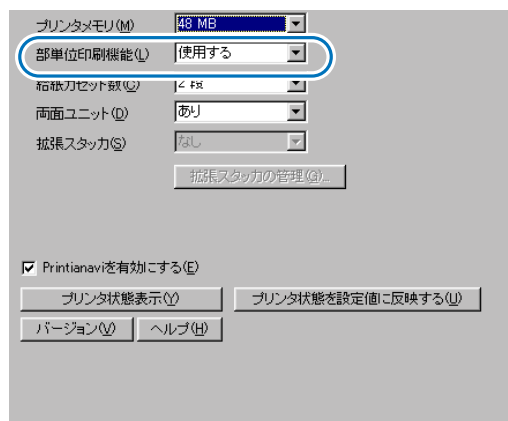 プリンタメモリ(M) 48 MB
部単位印刷機能(L) 使用する
給紙カセット数(C) 2 段
両面ユニット(D) あり
拡張スタッカ(S) なし
拡張スタッカの管理(G)...
Printianaviを有効にする(E)
プリンタ状態表示(Y) プリンタ状態を設定値に反映する(U)
バージョン(V) ヘルプ(H)